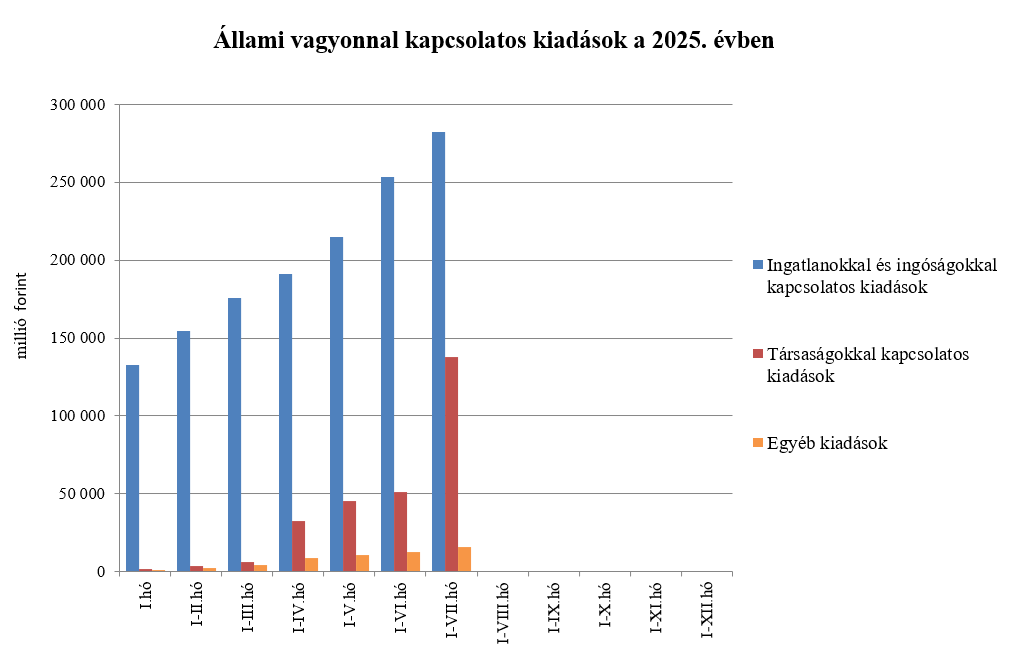 Állami vagyonnal kapcsolatos kiadások a 2025. évben
300 000
250 000
200 000
150 000
100 000
50 000
0
millió forint
I.hó
I-II.hó
I-III.hó
I-IV.hó
I-V.hó
I-VI.hó
I-VII.hó
I-VIII.hó
I-IX.hó
I-X.hó
I-XI.hó
I-XII.hó
Ingatlanokkal és ingóságokkal
kapcsolatos kiadások
Társaságokkal kapcsolatos
kiadások
Egyéb kiadások